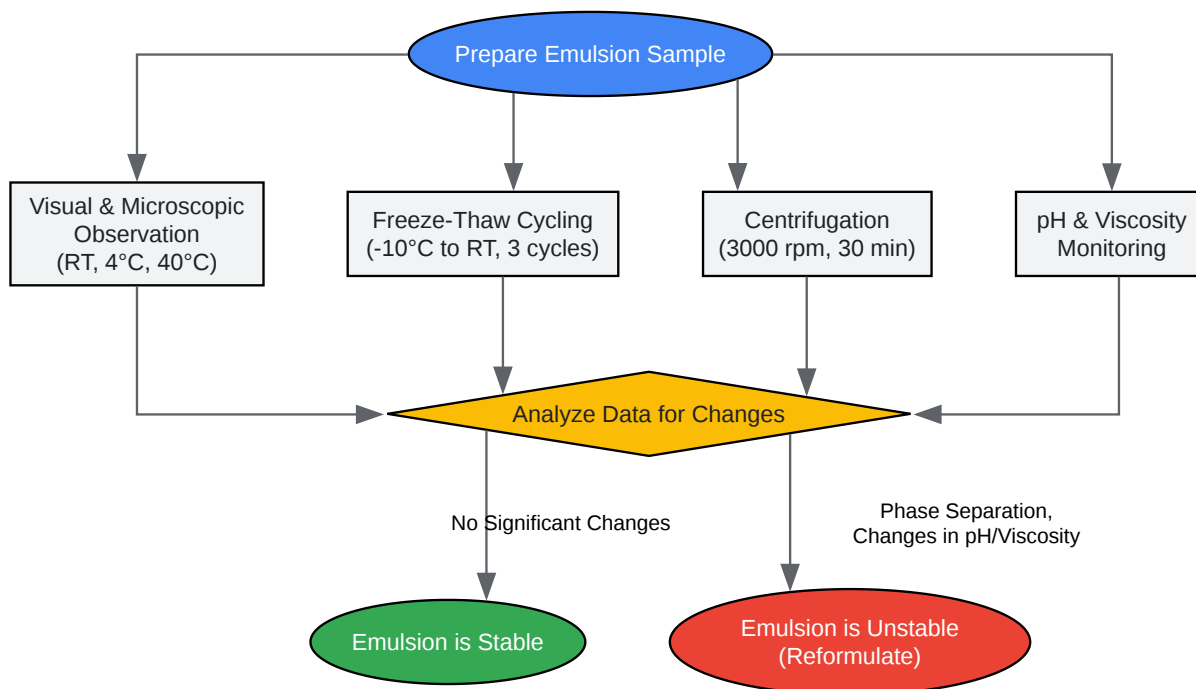 Prepare Emulsion Sample
Visual & Microscopic
Observation
(RT, 4°C, 40°C)
Freeze-Thaw Cycling
(-10°C to RT, 3 cycles)
Centrifugation
(3000 rpm, 30 min)
pH & Viscosity
Monitoring
Analyze Data for Changes
No Significant Changes
Phase Separation,
Changes in pH/Viscosity
Emulsion is Stable
Emulsion is Unstable
(Reformulate)